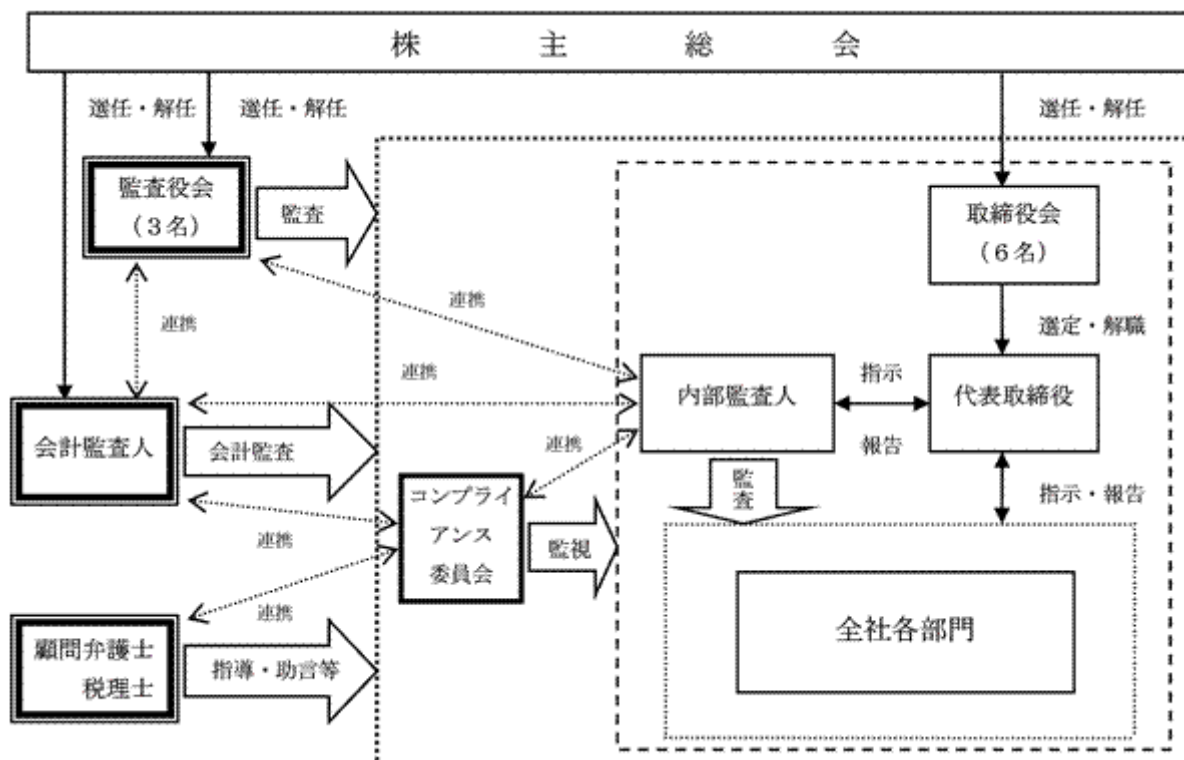 株主総会
選任・解任
選任・解任
選任・解任
監査役会
(3名)
監査
取締役会
(6名)
連携
連携
選定・解職
連携
内部監査人
指示
報告
代表取締役
会計監査人
会計監査
連携
監査
指示・報告
コンプライ
アンス
委員会
監視
連携
連携
全社各部門
顧問弁護士
税理士
指導・助言等